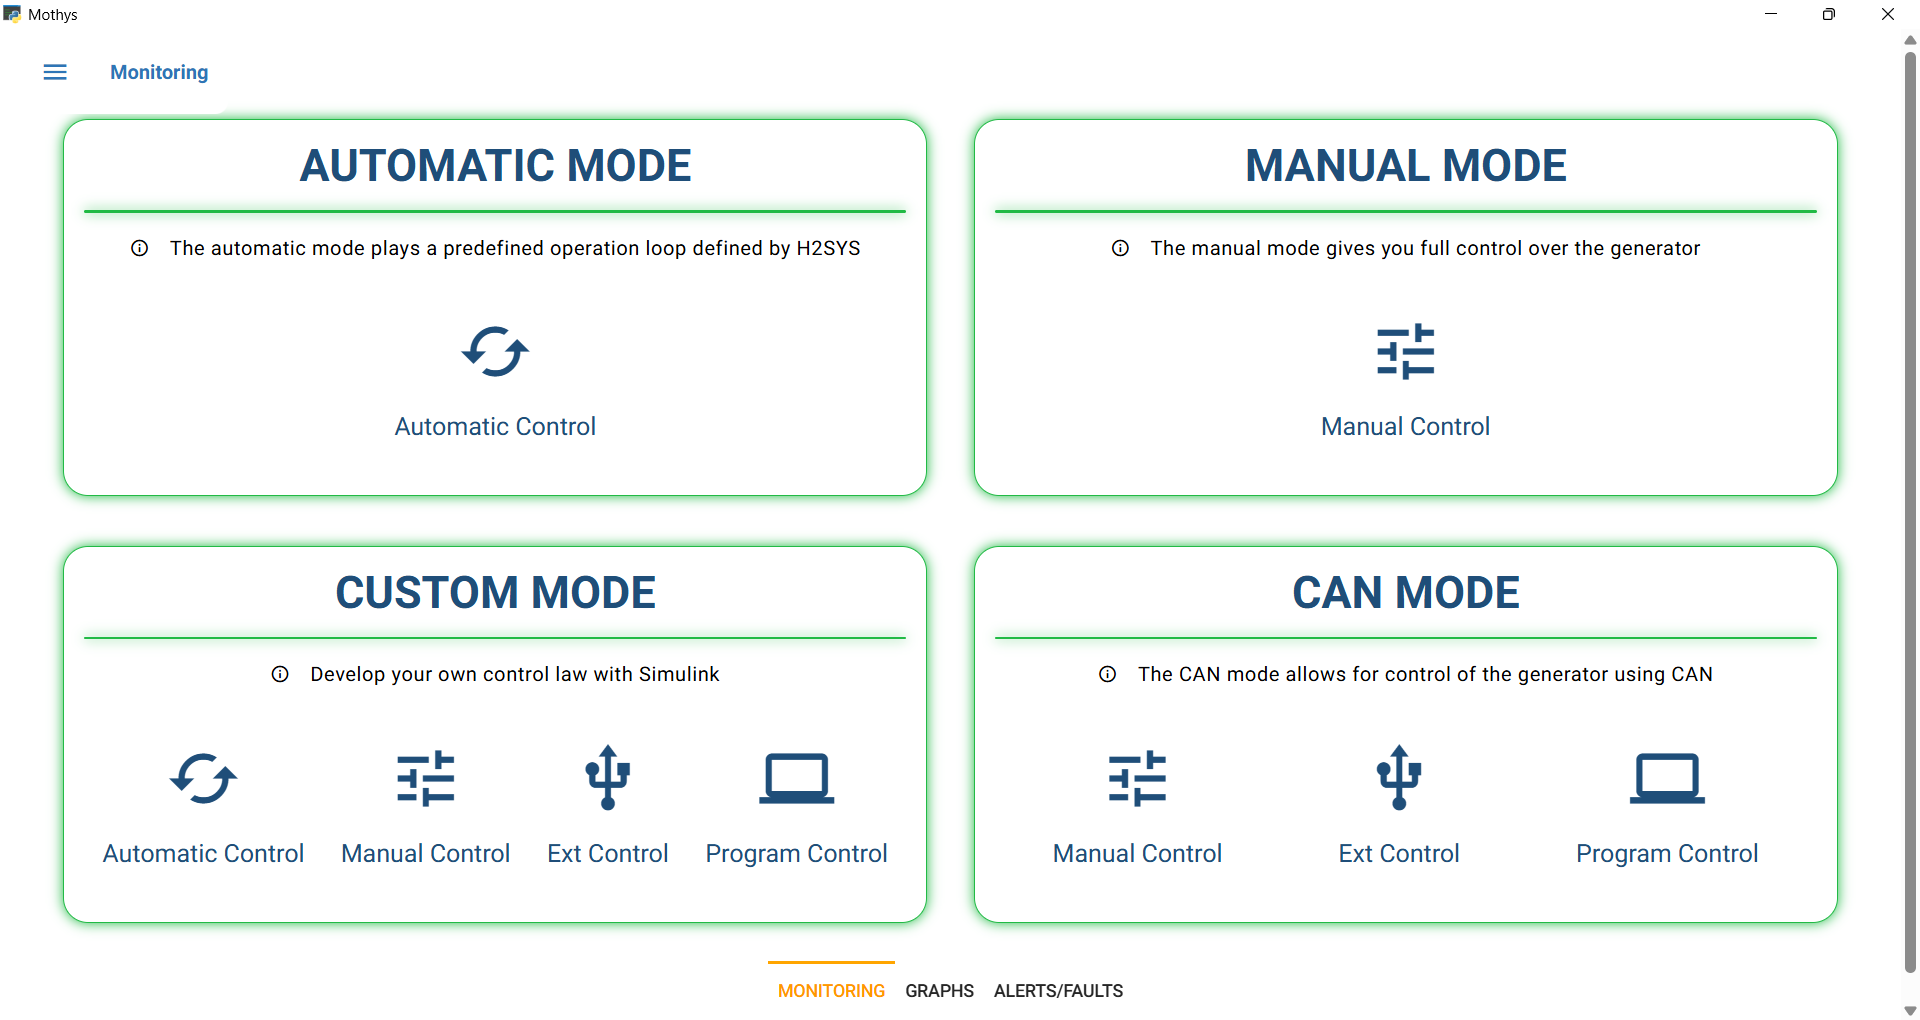 Mothys
Monitoring
AUTOMATIC MODE
The automatic mode plays a predefined operation loop defined by H2SYS
Automatic Control
MANUAL MODE
The manual mode gives you full control over the generator
Manual Control
CUSTOM MODE
Develop your own control law with Simulink
Automatic Control Manual Control Ext Control Program Control
CAN MODE
The CAN mode allows for control of the generator using CAN
Manual Control Ext Control Program Control
MONITORING GRAPHS ALERTS/FAULTS